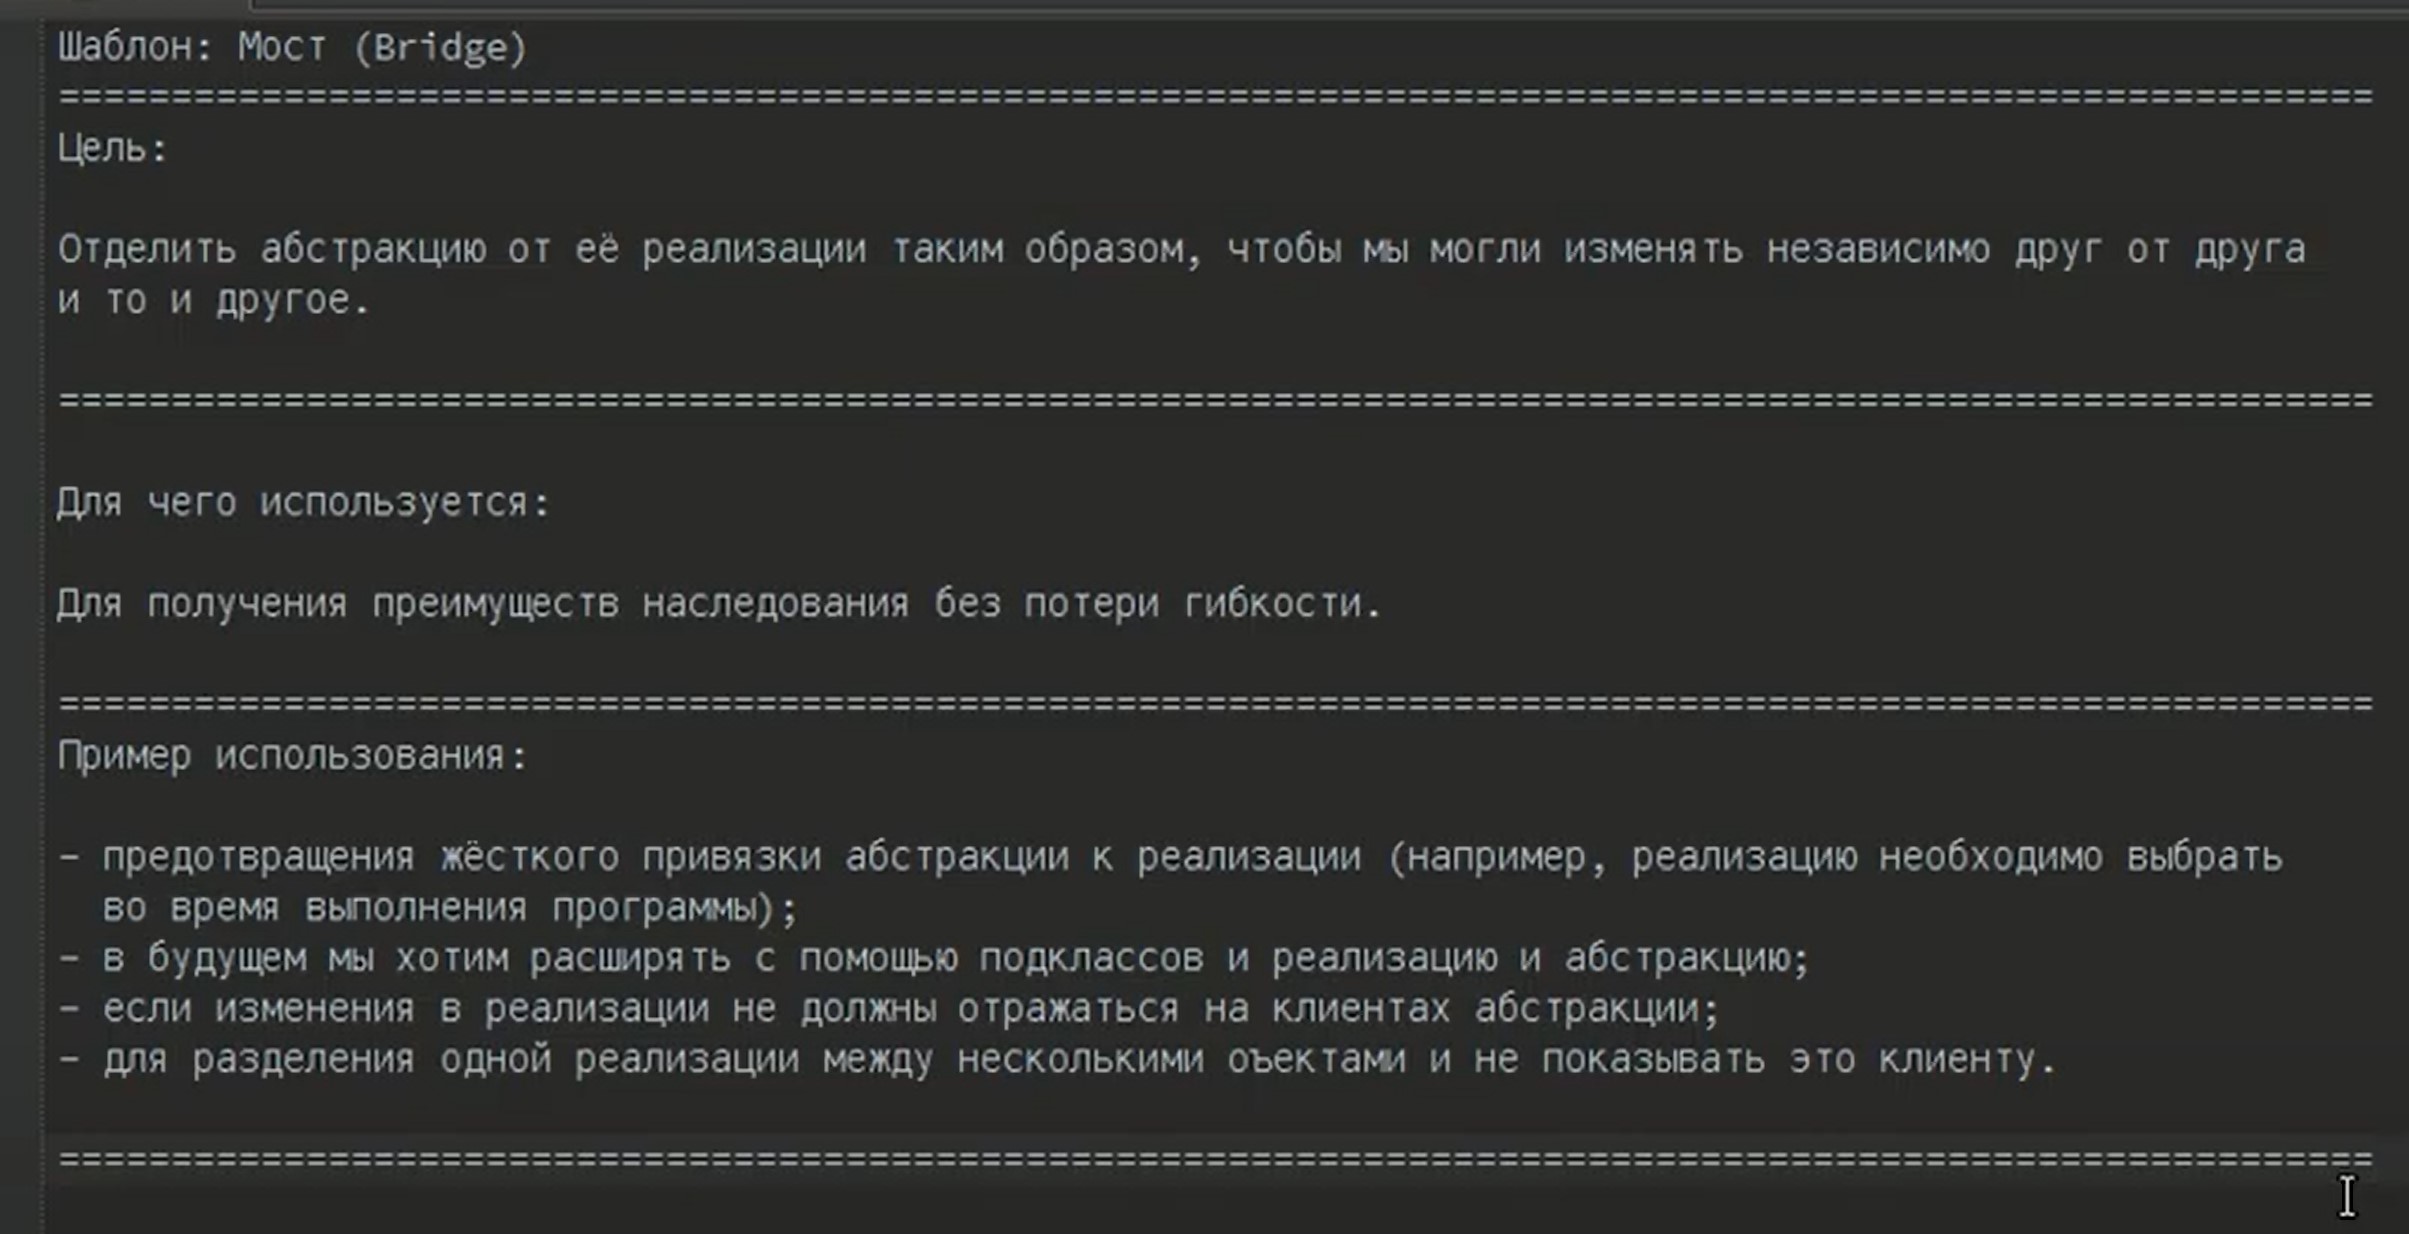 Шаблон: Мост (Bridge)
=======================================================================================================
Цель:
Отделить абстракцию от её реализации таким образом, чтобы мы могли изменять независимо друг от друга
и то и другое.
=======================================================================================================
Для чего используется:
Для получения преимуществ наследования без потери гибкости.
=======================================================================================================
Пример использования:
- предотвращения жёсткого привязки абстракции к реализации (например, реализацию необходимо выбрать
во время выполнения программы);
- в будущем мы хотим расширять с помощью подклассов и реализацию и абстракцию;
- если изменения в реализации не должны отражаться на клиентах абстракции;
- для разделения одной реализации между несколькими оъектами и не показывать это клиенту.
=======================================================================================================